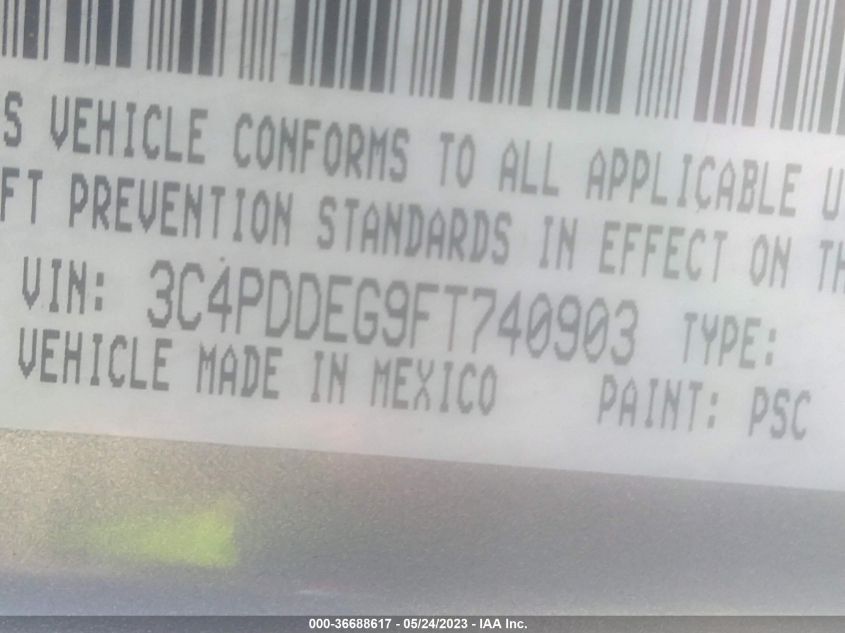 S VEHICLE CONFORMS TO ALL APPLICABLE U
FT PREVENTION STANDARDS IN EFFECT ON TH
VIN: 3C4PDDEG9FT740903 TYPE:
VEHICLE MADE IN MEXICO PAINT: PSC
000-36688617 - 05/24/2023 - IAA Inc.